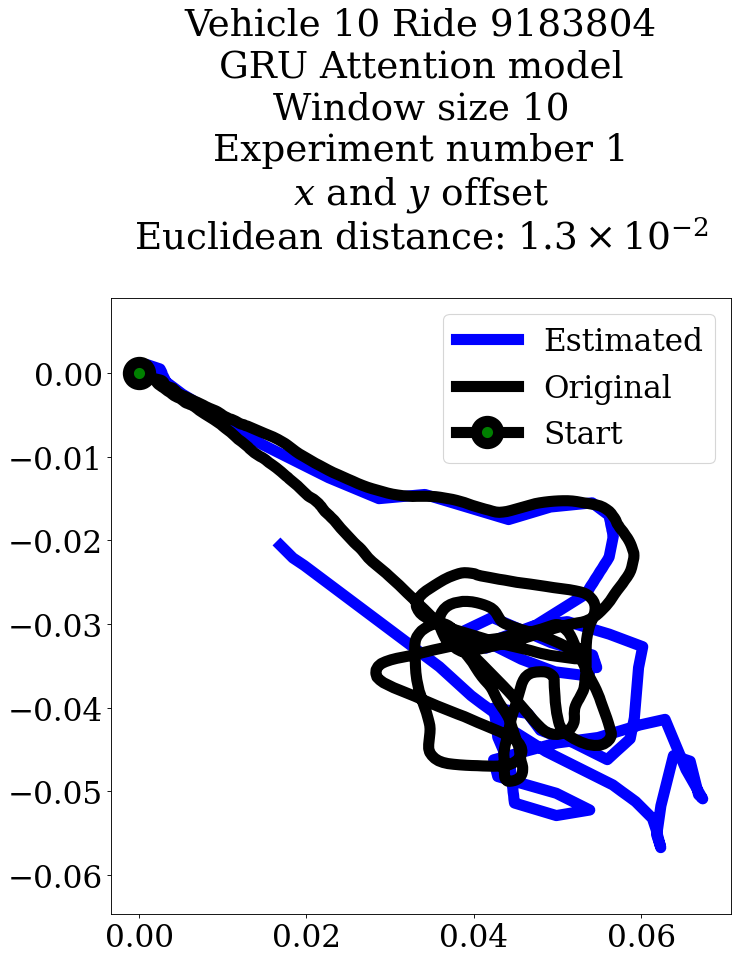 Vehicle 10 Ride 9183804
GRU Attention model
Window size 10
Experiment number 1
x and y offset
Euclidean distance: 1.3 × 10⁻²
Estimated
Original
Start
0.00
−0.01
−0.02
−0.03
−0.04
−0.05
−0.06
0.00 0.02 0.04 0.06